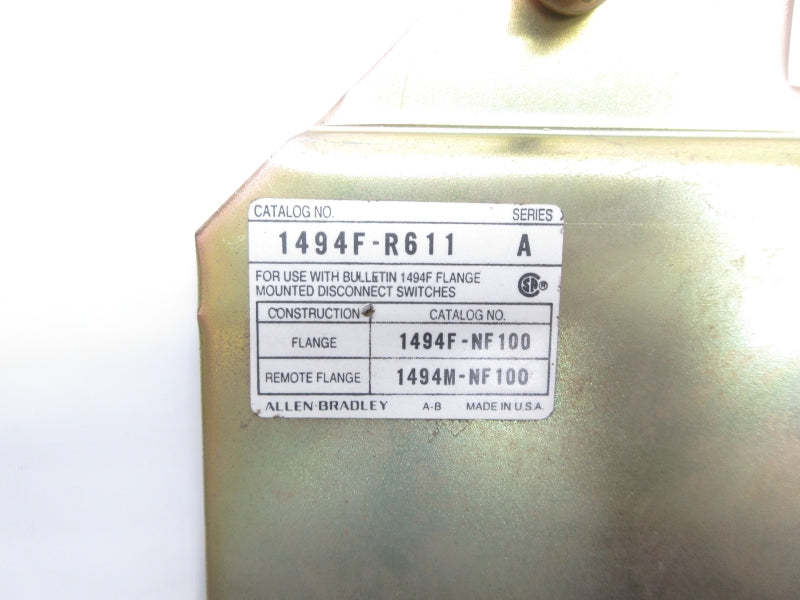 CATALOG NO. SERIES
1494F-R611 A
FOR USE WITH BULLETIN 1494F FLANGE
MOUNTED DISCONNECT SWITCHES SA®
CONSTRUCTION CATALOG NO.
FLANGE 1494F-NF100
REMOTE FLANGE 1494M-NF100
ALLEN-BRADLEY A-B MADE IN U.S.A.